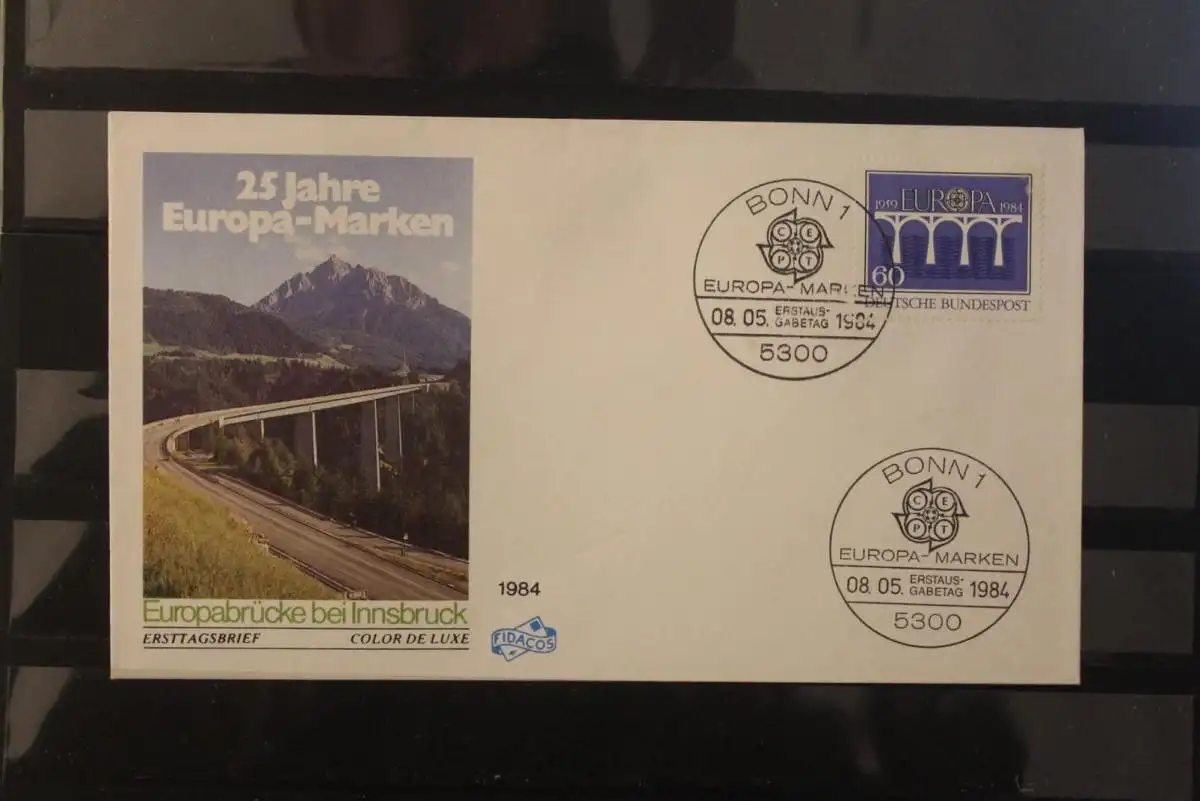 25 Jahre
Europa-Marken
Europabrücke bei Innsbruck
ERSTTAGSBRIEF COLOR DE LUXE
1984
FIDACOS
BONN 1
C E
P T
EUROPA-MARKEN
08. 05. ERSTAUS-
GABETAG 1984
5300
1959 EUROPA 1984
60
DEUTSCHE BUNDESPOST
BONN 1
C E
P T
EUROPA-MARKEN
08. 05. ERSTAUS-
GABETAG 1984
5300